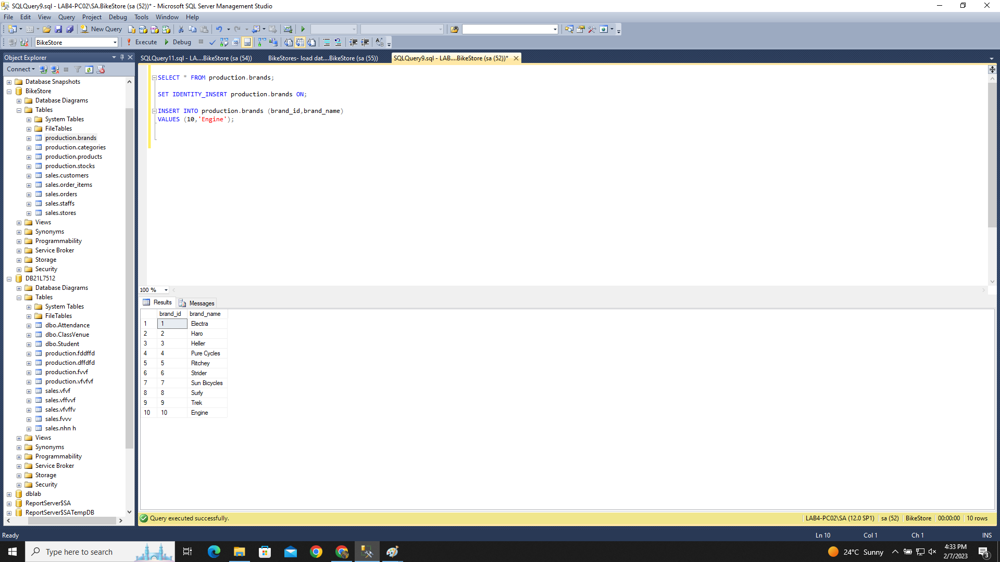 SQLQuery9.sql - LAB4-PC02\SA.BikeStore (sa (52))* - Microsoft SQL Server Management Studio
File Edit View Query Project Debug Tools Window Help
New Query
BikeStore Execute Debug
Object Explorer
SQLQuery11.sql - LA....BikeStore (sa (54)) BikeStores- load dat....BikeStore (sa (55)) SQLQuery9.sql - LAB....BikeStore (sa (52))*
Connect
Database Snapshots
BikeStore
Database Diagrams
Tables
System Tables
FileTables
production.brands
production.categories
production.products
production.stocks
sales.customers
sales.order_items
sales.orders
sales.staffs
sales.stores
Views
Synonyms
Programmability
Service Broker
Storage
Security
DB21L7512
Database Diagrams
Tables
System Tables
FileTables
dbo.Attendance
dbo.ClassVenue
dbo.Student
production.fddffd
production.dffdfd
production.fvvf
production.vfvfvf
sales.vfvf
sales.vffvvf
sales.vfvffv
sales.fvvv
sales.nhn h
Views
Synonyms
Programmability
Service Broker
Storage
Security
dblab
ReportServer$SA
ReportServer$SATempDB
SELECT * FROM production.brands;
SET IDENTITY_INSERT production.brands ON;
INSERT INTO production.brands (brand_id,brand_name)
VALUES (10,'Engine');
100 %
Results Messages
brand_id brand_name
1 1 Electra
2 2 Haro
3 3 Heller
4 4 Pure Cycles
5 5 Ritchey
6 6 Strider
7 7 Sun Bicycles
8 8 Surly
9 9 Trek
10 10 Engine
Query executed successfully. LAB4-PC02\SA (12.0 SP1) sa (52) BikeStore 00:00:00 10 rows
Ready Ln 10 Col 1 Ch 1 INS
Type here to search 24°C Sunny 4:33 PM
2/7/2023 3